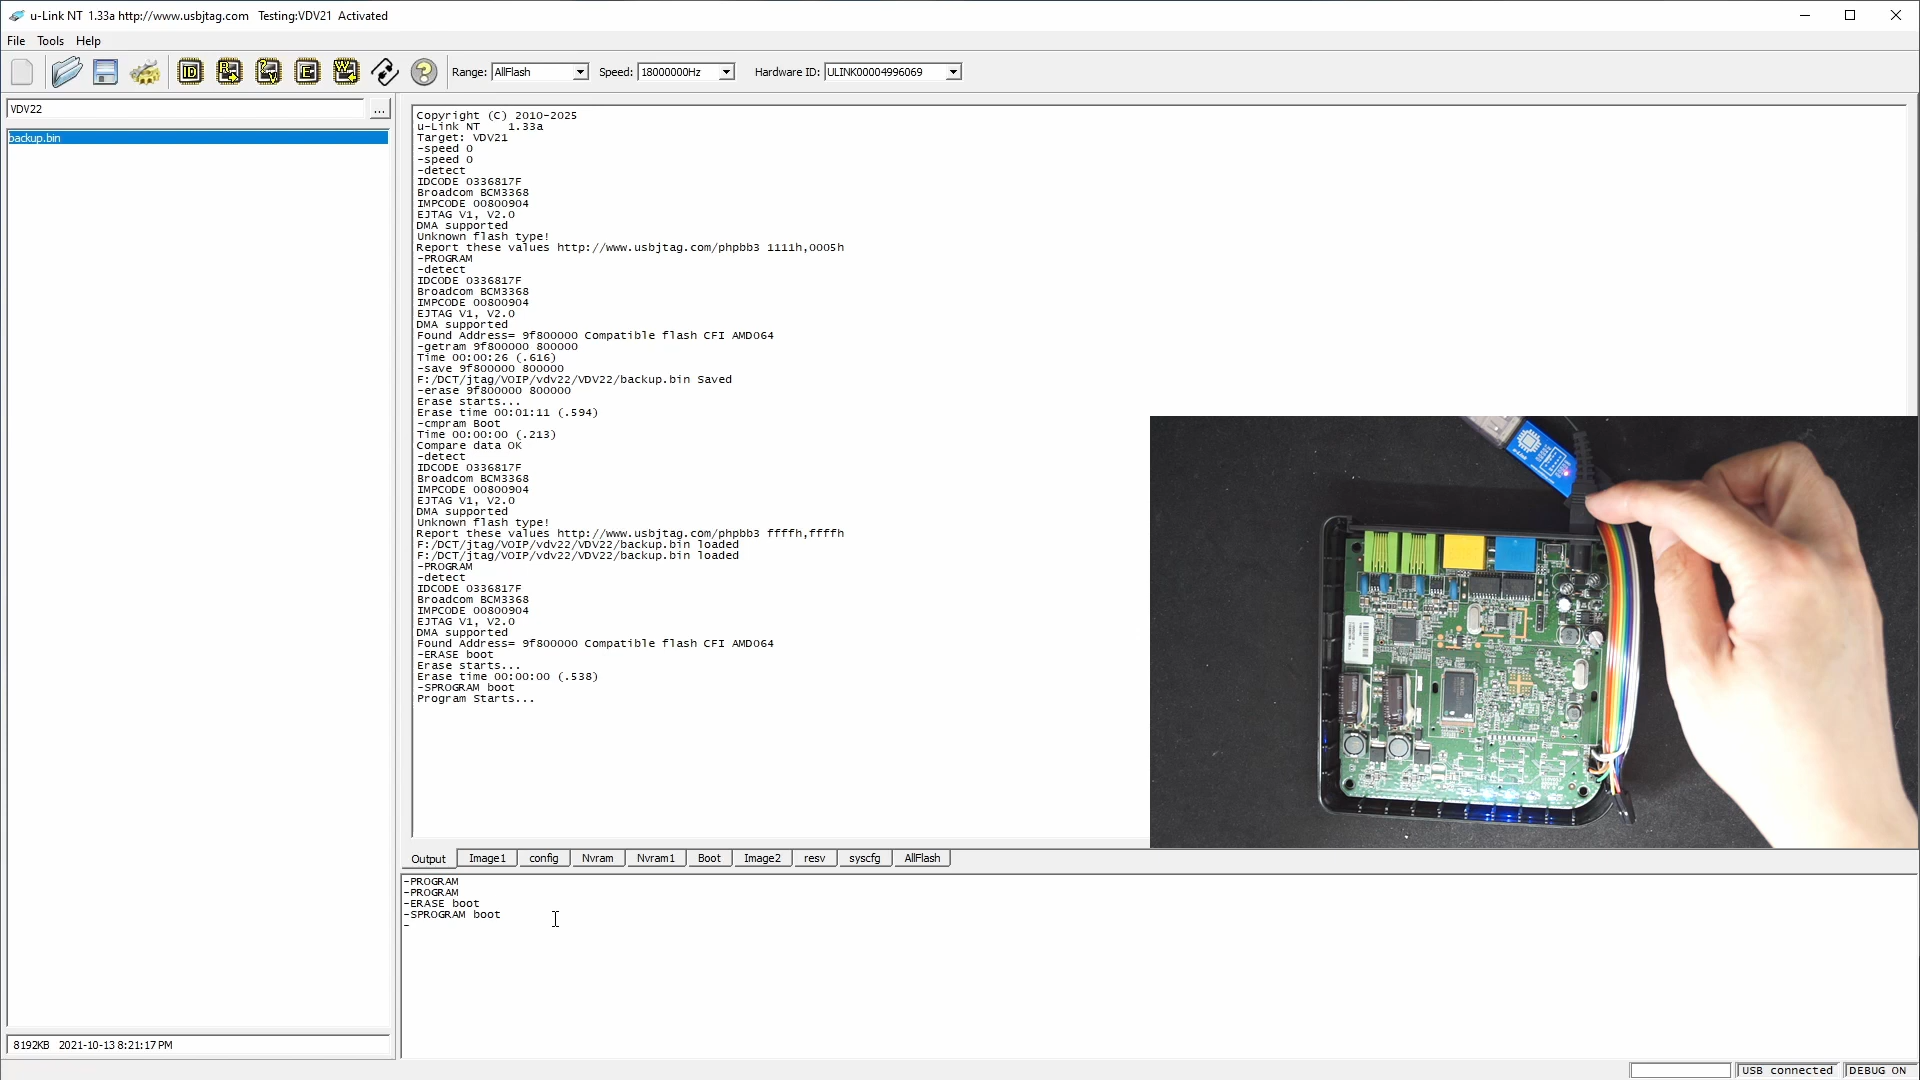 u-Link NT 1.33a http://www.usbjtag.com Testing:VDV21 Activated
File Tools Help
ID R V E W
Range: AllFlash Speed: 18000000Hz Hardware ID: ULINK00004996069
VDV22 ...
backup.bin
Copyright (C) 2010-2025
u-Link NT 1.33a
Target: VDV21
-speed 0
-speed 0
-detect
IDCODE 0336817F
Broadcom BCM3368
IMPCODE 00800904
EJTAG V1, V2.0
DMA supported
Unknown flash type!
Report these values http://www.usbjtag.com/phpbb3 1111h,0005h
-PROGRAM
-detect
IDCODE 0336817F
Broadcom BCM3368
IMPCODE 00800904
EJTAG V1, V2.0
DMA supported
Found Address= 9f800000 Compatible flash CFI AMD064
-getram 9f800000 800000
Time 00:00:26 (.616)
-save 9f800000 800000
F:/DCT/jtag/VOIP/vdv22/VDV22/backup.bin Saved
-erase 9f800000 800000
Erase starts...
Erase time 00:01:11 (.594)
-cmpram Boot
Time 00:00:00 (.213)
Compare data OK
-detect
IDCODE 0336817F
Broadcom BCM3368
IMPCODE 00800904
EJTAG V1, V2.0
DMA supported
Unknown flash type!
Report these values http://www.usbjtag.com/phpbb3 ffffh,ffffh
F:/DCT/jtag/VOIP/vdv22/VDV22/backup.bin loaded
F:/DCT/jtag/VOIP/vdv22/VDV22/backup.bin loaded
-PROGRAM
-detect
IDCODE 0336817F
Broadcom BCM3368
IMPCODE 00800904
EJTAG V1, V2.0
DMA supported
Found Address= 9f800000 Compatible flash CFI AMD064
-ERASE boot
Erase starts...
Erase time 00:00:00 (.538)
-SPROGRAM boot
Program Starts...
Output Image1 config Nvram Nvram1 Boot Image2 resv syscfg AllFlash
-PROGRAM
-PROGRAM
-ERASE boot
-SPROGRAM boot
-
8192KB 2021-10-13 8:21:17 PM
USB connected DEBUG ON